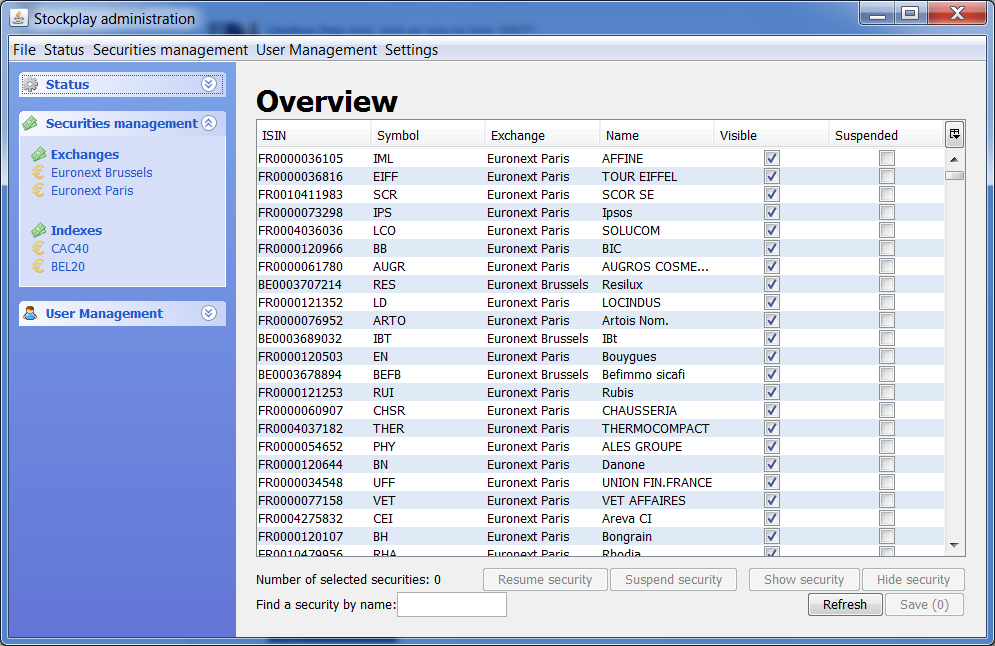 Stockplay administration
File Status Securities management User Management Settings
Status
Securities management
Exchanges
Euronext Brussels
Euronext Paris
Indexes
CAC40
BEL20
User Management
Overview
ISIN Symbol Exchange Name Visible Suspended
FR0000036105 IML Euronext Paris AFFINE
FR0000036816 EIFF Euronext Paris TOUR EIFFEL
FR0010411983 SCR Euronext Paris SCOR SE
FR0000073298 IPS Euronext Paris Ipsos
FR0004036036 LCO Euronext Paris SOLUCOM
FR0000120966 BB Euronext Paris BIC
FR0000061780 AUGR Euronext Paris AUGROS COSME...
BE0003707214 RES Euronext Brussels Resilux
FR0000121352 LD Euronext Paris LOCINDUS
FR0000076952 ARTO Euronext Paris Artois Nom.
BE0003689032 IBT Euronext Brussels IBt
FR0000120503 EN Euronext Paris Bouygues
BE0003678894 BEFB Euronext Brussels Befimmo sicafi
FR0000121253 RUI Euronext Paris Rubis
FR0000060907 CHSR Euronext Paris CHAUSSERIA
FR0004037182 THER Euronext Paris THERMOCOMPACT
FR0000054652 PHY Euronext Paris ALES GROUPE
FR0000120644 BN Euronext Paris Danone
FR0000034548 UFF Euronext Paris UNION FIN.FRANCE
FR0000077158 VET Euronext Paris VET AFFAIRES
FR0004275832 CEI Euronext Paris Areva CI
FR0000120107 BH Euronext Paris Bongrain
FR0010479956 RHA Euronext Paris Rhodia
Number of selected securities: 0 Resume security Suspend security Show security Hide security
Find a security by name: Refresh Save (0)